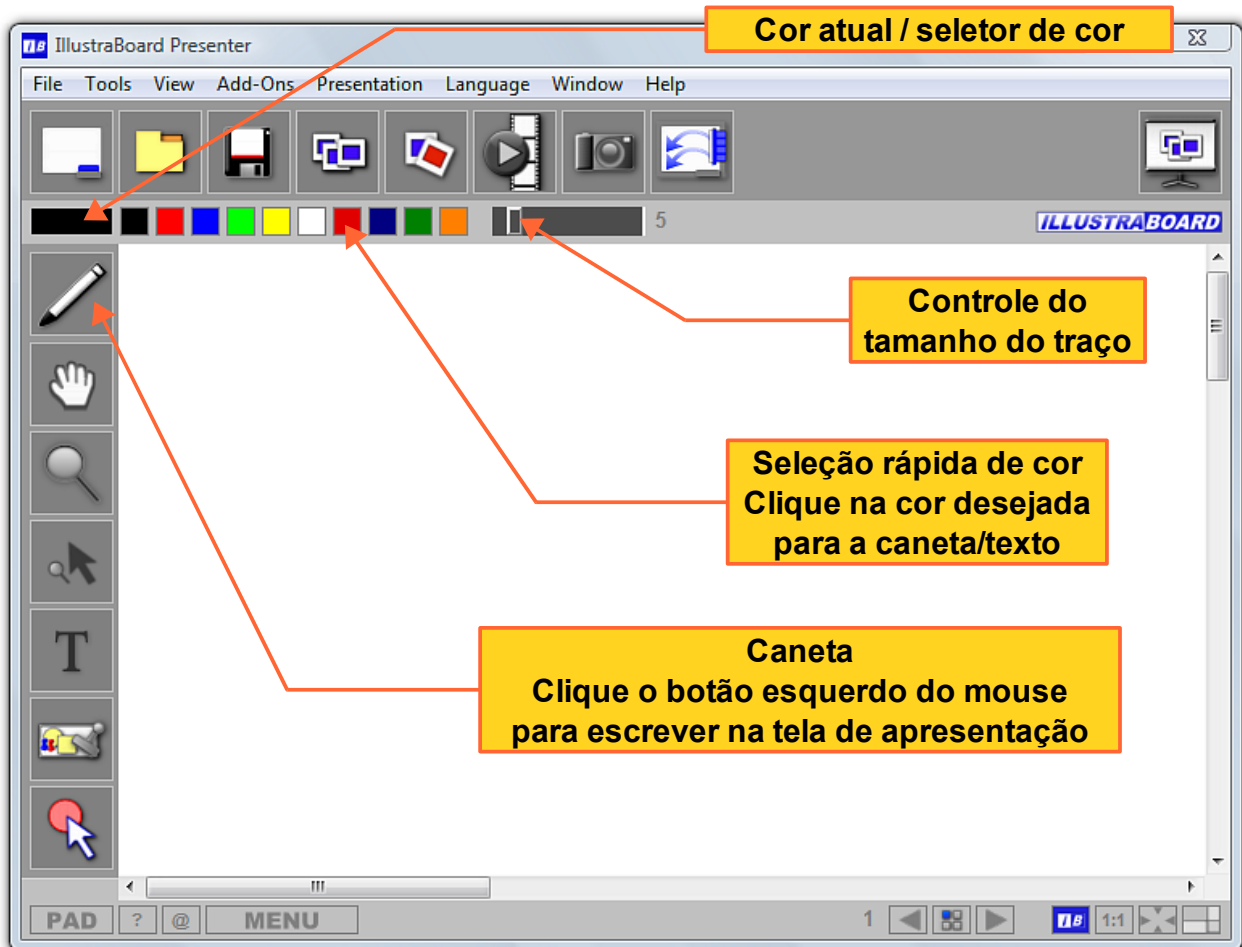 Cor atual / seletor de cor
IB IllustraBoard Presenter
File Tools View Add-Ons Presentation Language Window Help
5
ILLUSTRABOARD
Controle do
tamanho do traço
Seleção rápida de cor
Clique na cor desejada
para a caneta/texto
T
Caneta
Clique o botão esquerdo do mouse
para escrever na tela de apresentação
PAD ? @ MENU 1 IB 1:1